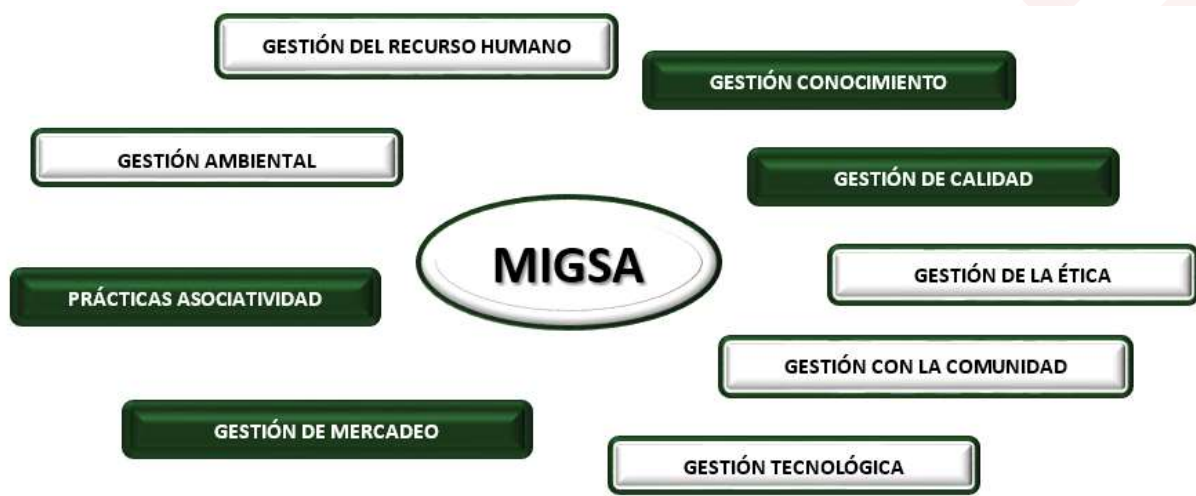 GESTIÓN DEL RECURSO HUMANO
GESTIÓN CONOCIMIENTO
GESTIÓN AMBIENTAL
GESTIÓN DE CALIDAD
MIGSA
GESTIÓN DE LA ÉTICA
PRÁCTICAS ASOCIATIVIDAD
GESTIÓN CON LA COMUNIDAD
GESTIÓN DE MERCADEO
GESTIÓN TECNOLÓGICA